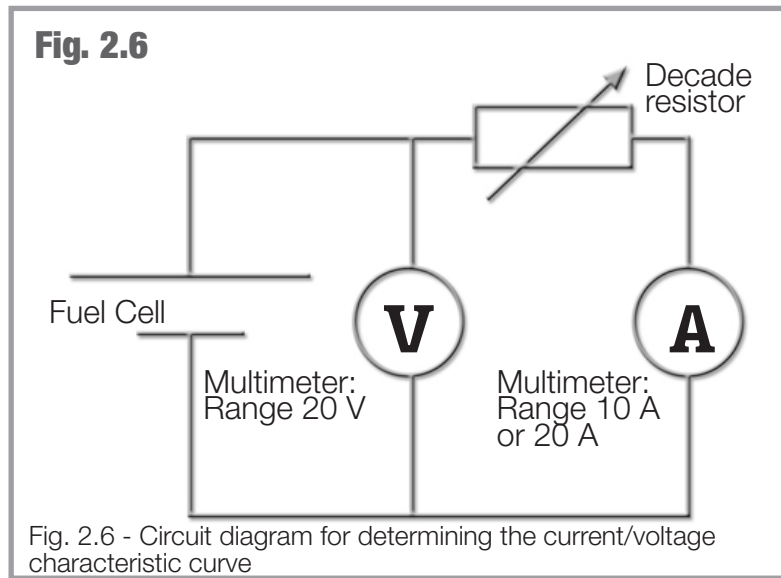 Fig. 2.6
Decade
resistor
Fuel Cell
V
A
Multimeter:
Range 20 V
Multimeter:
Range 10 A
or 20 A
Fig. 2.6 - Circuit diagram for determining the current/voltage
characteristic curve